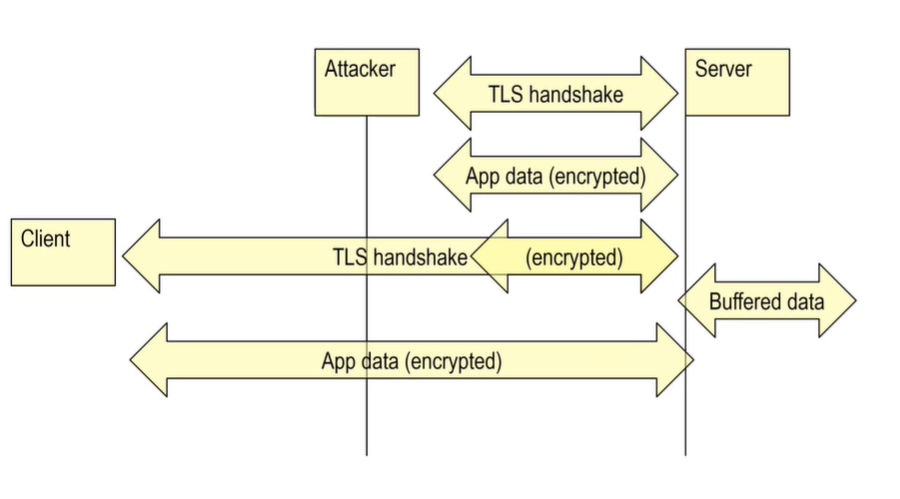 Attacker
TLS handshake
Server
App data (encrypted)
Client
TLS handshake
(encrypted)
Buffered data
App data (encrypted)